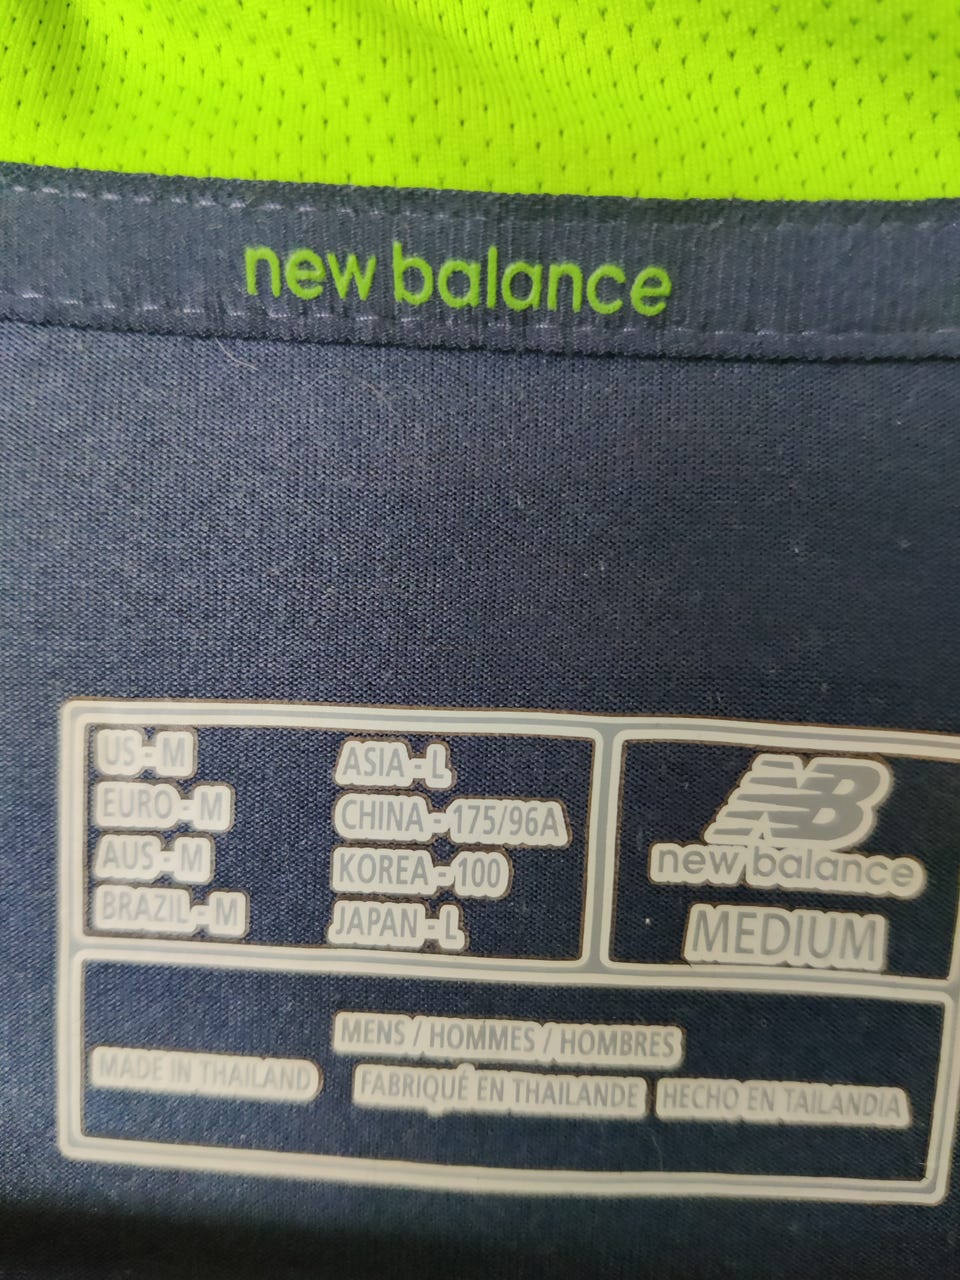 new balance
US - M
EURO - M
AUS - M
BRAZIL - M
ASIA - L
CHINA - 175/96A
KOREA - 100
JAPAN - L
NB
new balance
MEDIUM
MENS / HOMMES / HOMBRES
MADE IN THAILAND
FABRIQUÉ EN THAILANDE
HECHO EN TAILANDIA